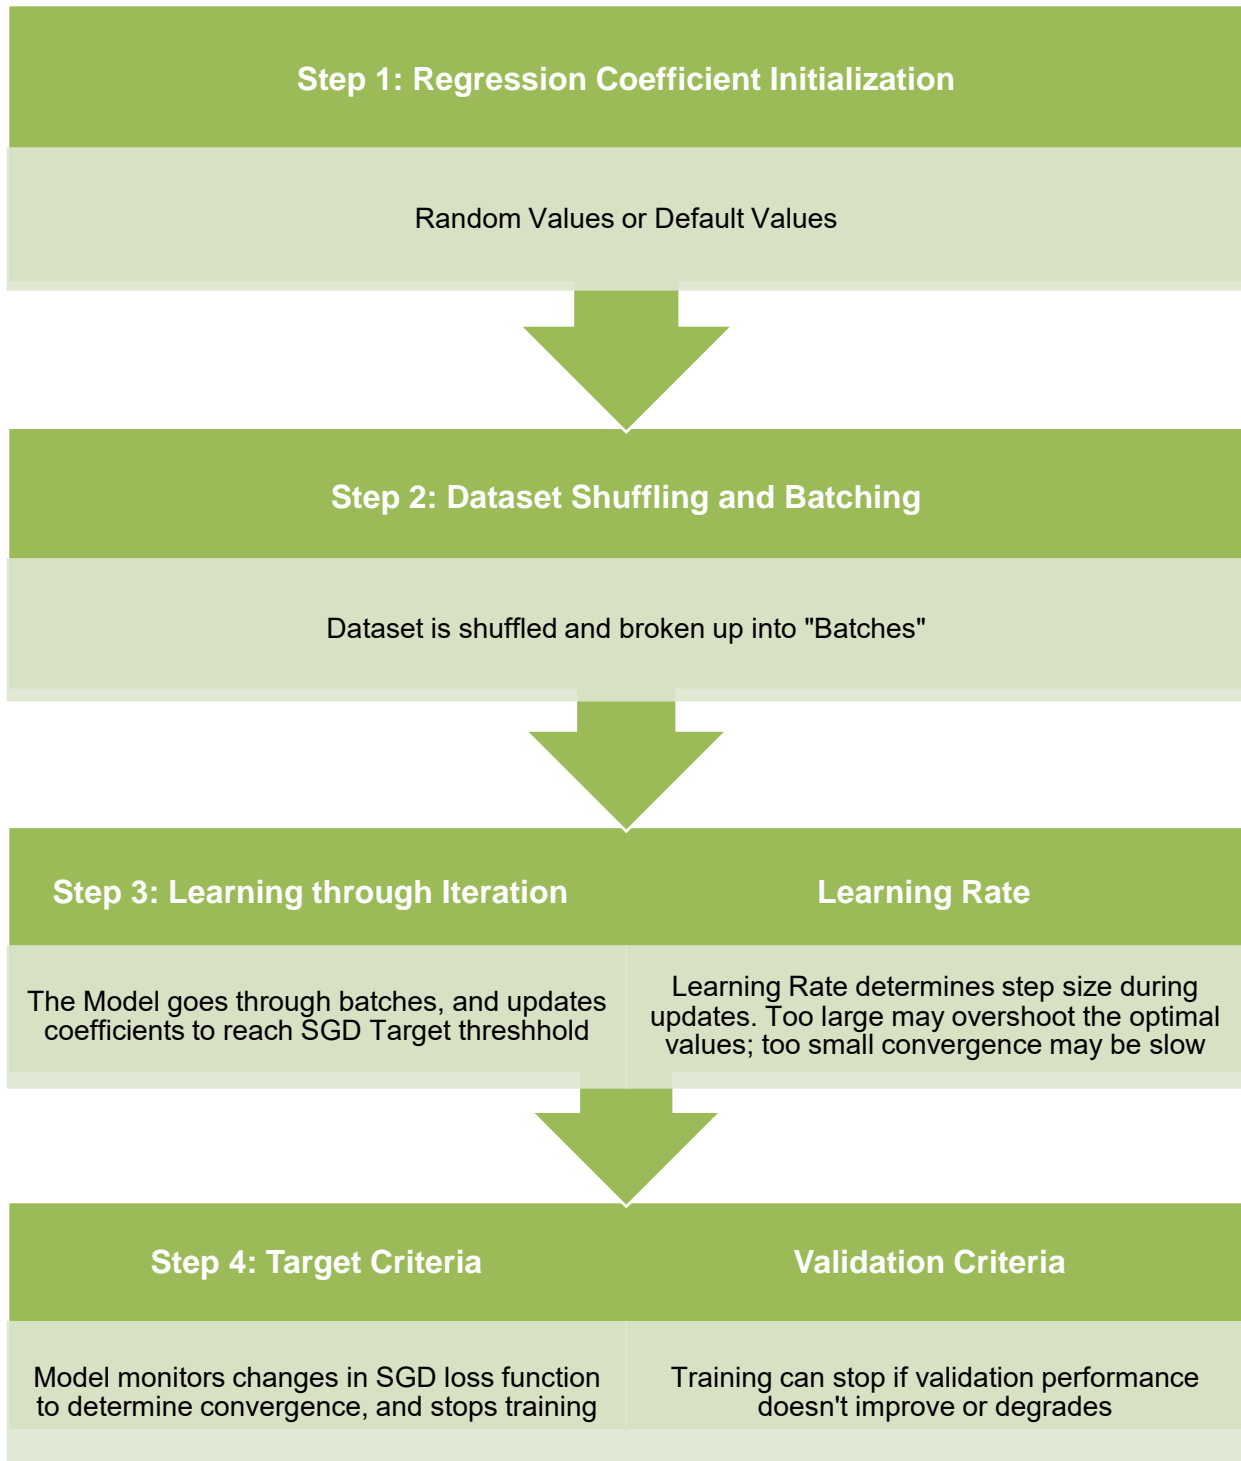 Step 1: Regression Coefficient Initialization
Random Values or Default Values
Step 2: Dataset Shuffling and Batching
Dataset is shuffled and broken up into "Batches"
Step 3: Learning through Iteration
The Model goes through batches, and updates
coefficients to reach SGD Target threshhold
Learning Rate
Learning Rate determines step size during
updates. Too large may overshoot the optimal
values; too small convergence may be slow
Step 4: Target Criteria
Model monitors changes in SGD loss function
to determine convergence, and stops training
Validation Criteria
Training can stop if validation performance
doesn't improve or degrades